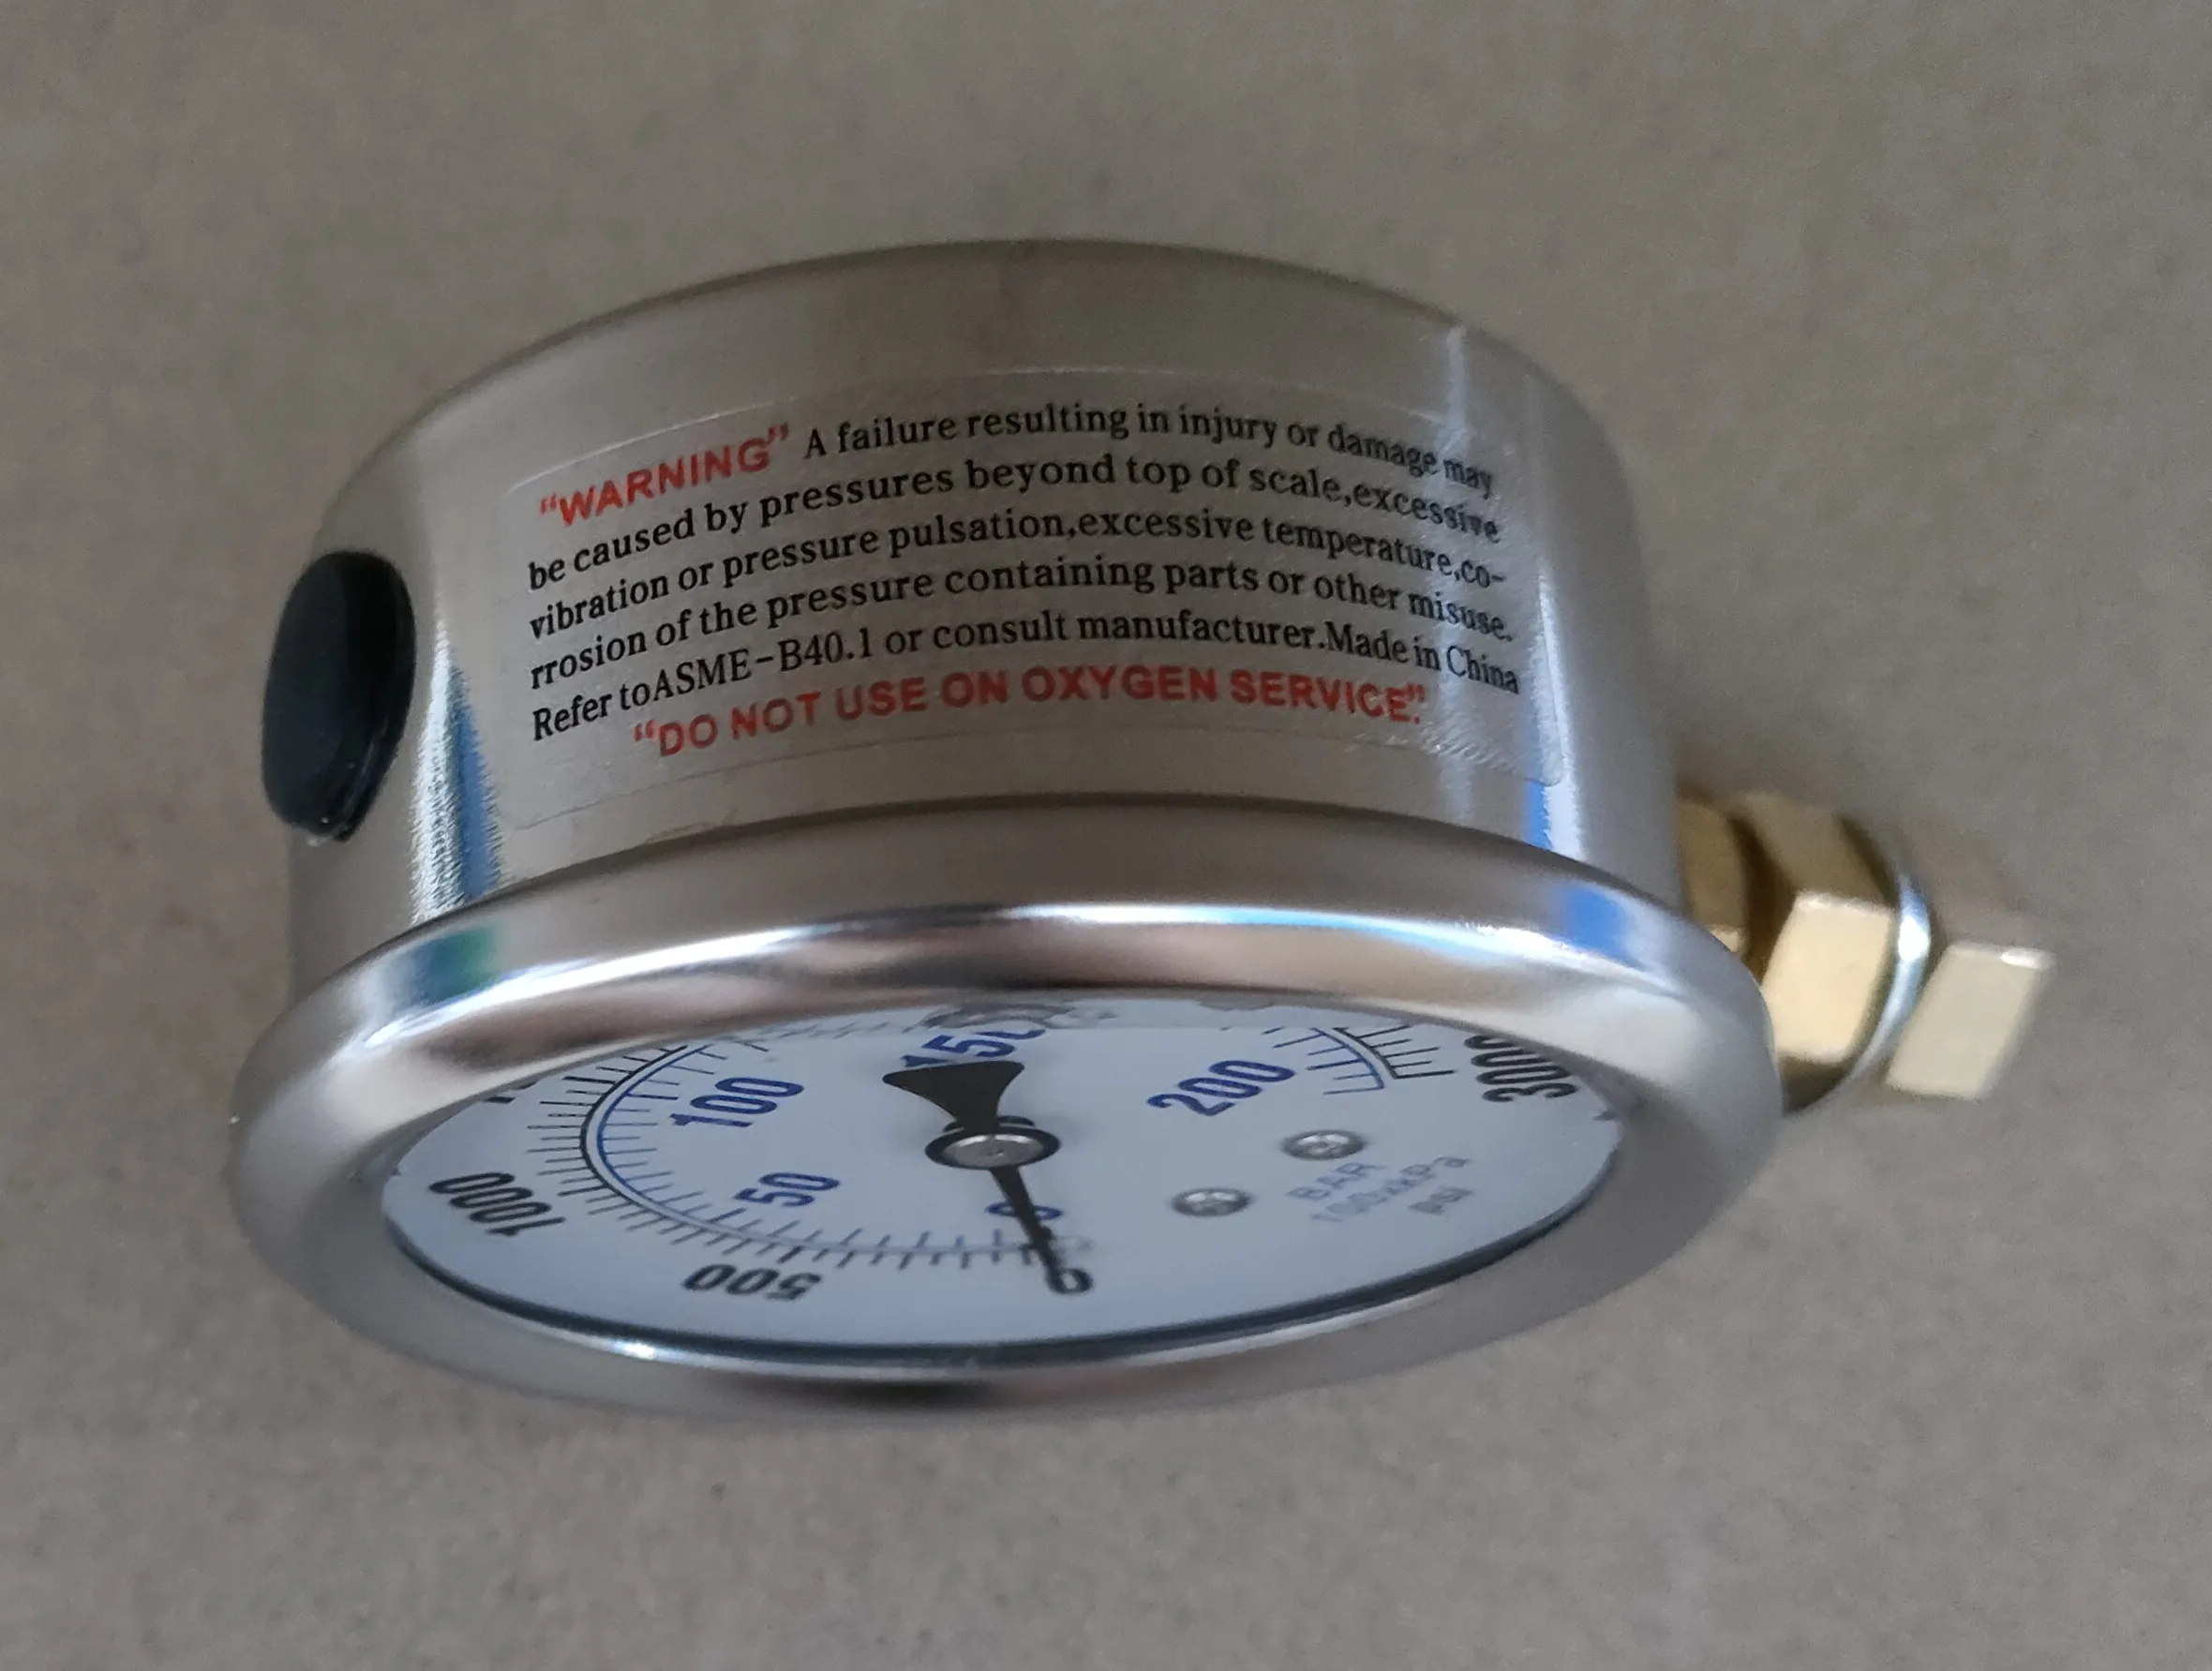 “WARNING” A failure resulting in injury or damage may
be caused by pressures beyond top of scale,excessive
vibration or pressure pulsation,excessive temperature,co-
rrosion of the pressure containing parts or other misuse.
Refer toASME-B40.1 or consult manufacturer.Made in China
“DO NOT USE ON OXYGEN SERVICE”.
150
200
3000
100
50
0
1000
500
0
BAR
psi